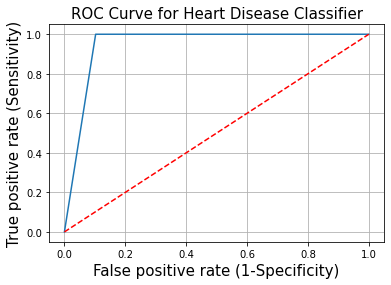 ROC Curve for Heart Disease Classifier
True positive rate (Sensitivity)
1.0
0.8
0.6
0.4
0.2
0.0
0.0 0.2 0.4 0.6 0.8 1.0
False positive rate (1-Specificity)